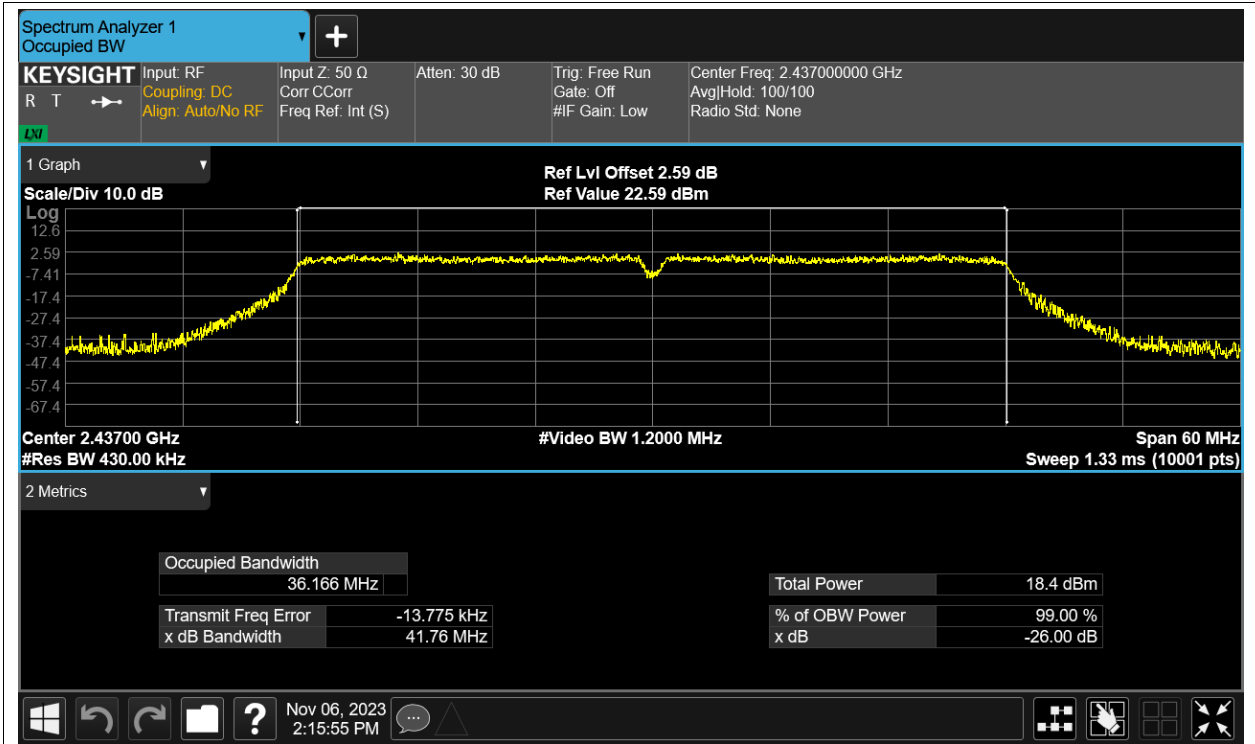 Spectrum Analyzer 1
Occupied BW
KEYSIGHT
R T
LXI
Input: RF
Coupling: DC
Align: Auto/No RF
Input Z: 50 Ω
Corr CCorr
Freq Ref: Int (S)
Atten: 30 dB
Trig: Free Run
Gate: Off
#IF Gain: Low
Center Freq: 2.437000000 GHz
Avg|Hold: 100/100
Radio Std: None
1 Graph
Scale/Div 10.0 dB
Ref Lvl Offset 2.59 dB
Ref Value 22.59 dBm
Log
12.6
2.59
-7.41
-17.4
-27.4
-37.4
-47.4
-57.4
-67.4
Center 2.43700 GHz
#Video BW 1.2000 MHz
Span 60 MHz
#Res BW 430.00 kHz
Sweep 1.33 ms (10001 pts)
2 Metrics
Occupied Bandwidth
36.166 MHz
Total Power 18.4 dBm
Transmit Freq Error -13.775 kHz
% of OBW Power 99.00 %
x dB Bandwidth 41.76 MHz
x dB -26.00 dB
?
Nov 06, 2023
2:15:55 PM